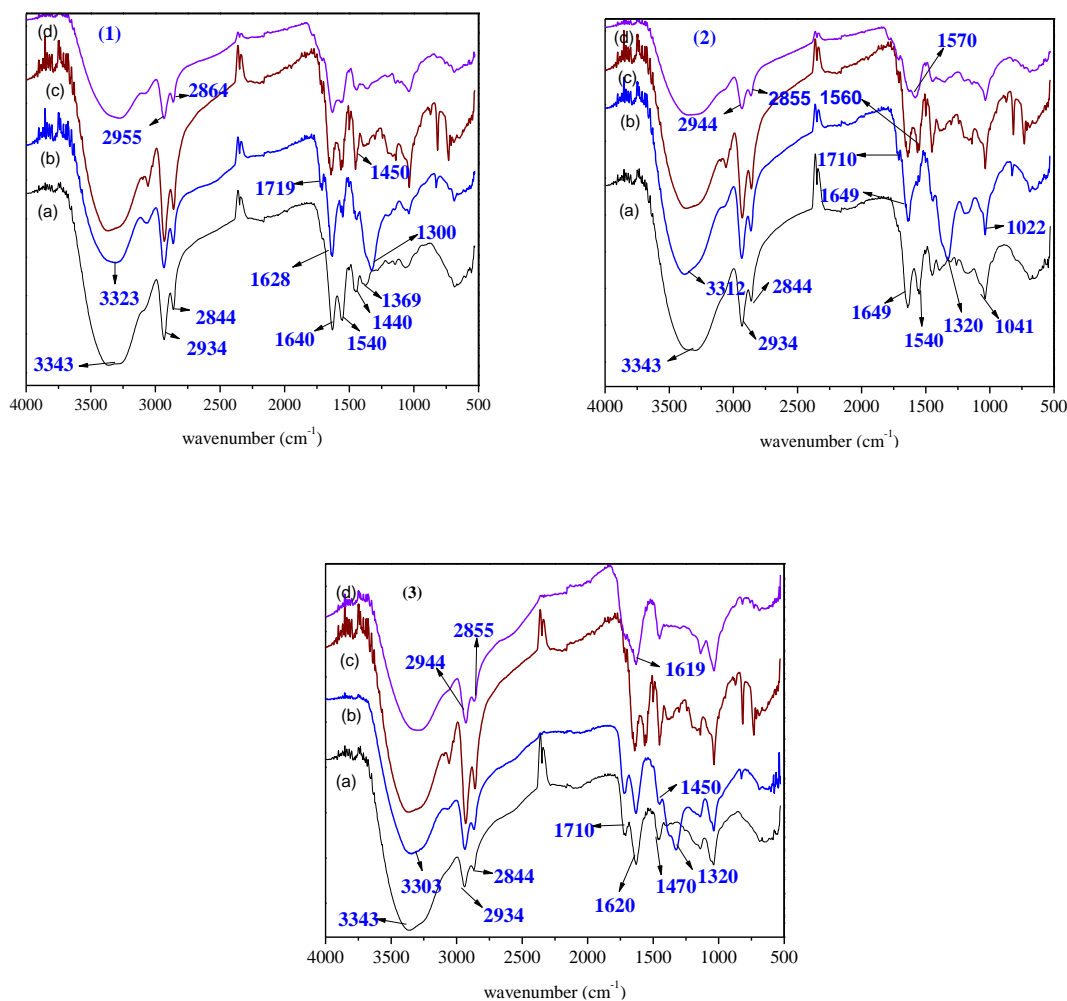 (d)
(1)
(c)
(b)
(a)
2955
2864
1719
1450
1300
3323
1628
1369
2844
1440
2934
1640
1540
3343
4000 3500 3000 2500 2000 1500 1000 500
wavenumber (cm-1)
(d)
(2)
(c)
(b)
(a)
1570
2944
2855
1560
1710
1649
1022
3312
2844
1649
1540
1320
1041
3343
2934
4000 3500 3000 2500 2000 1500 1000 500
wavenumber (cm-1)
(d)
(3)
(c)
(b)
(a)
2855
2944
1619
1450
1710
3303
2844
1320
1470
1620
2934
3343
4000 3500 3000 2500 2000 1500 1000 500
wavenumber (cm-1)